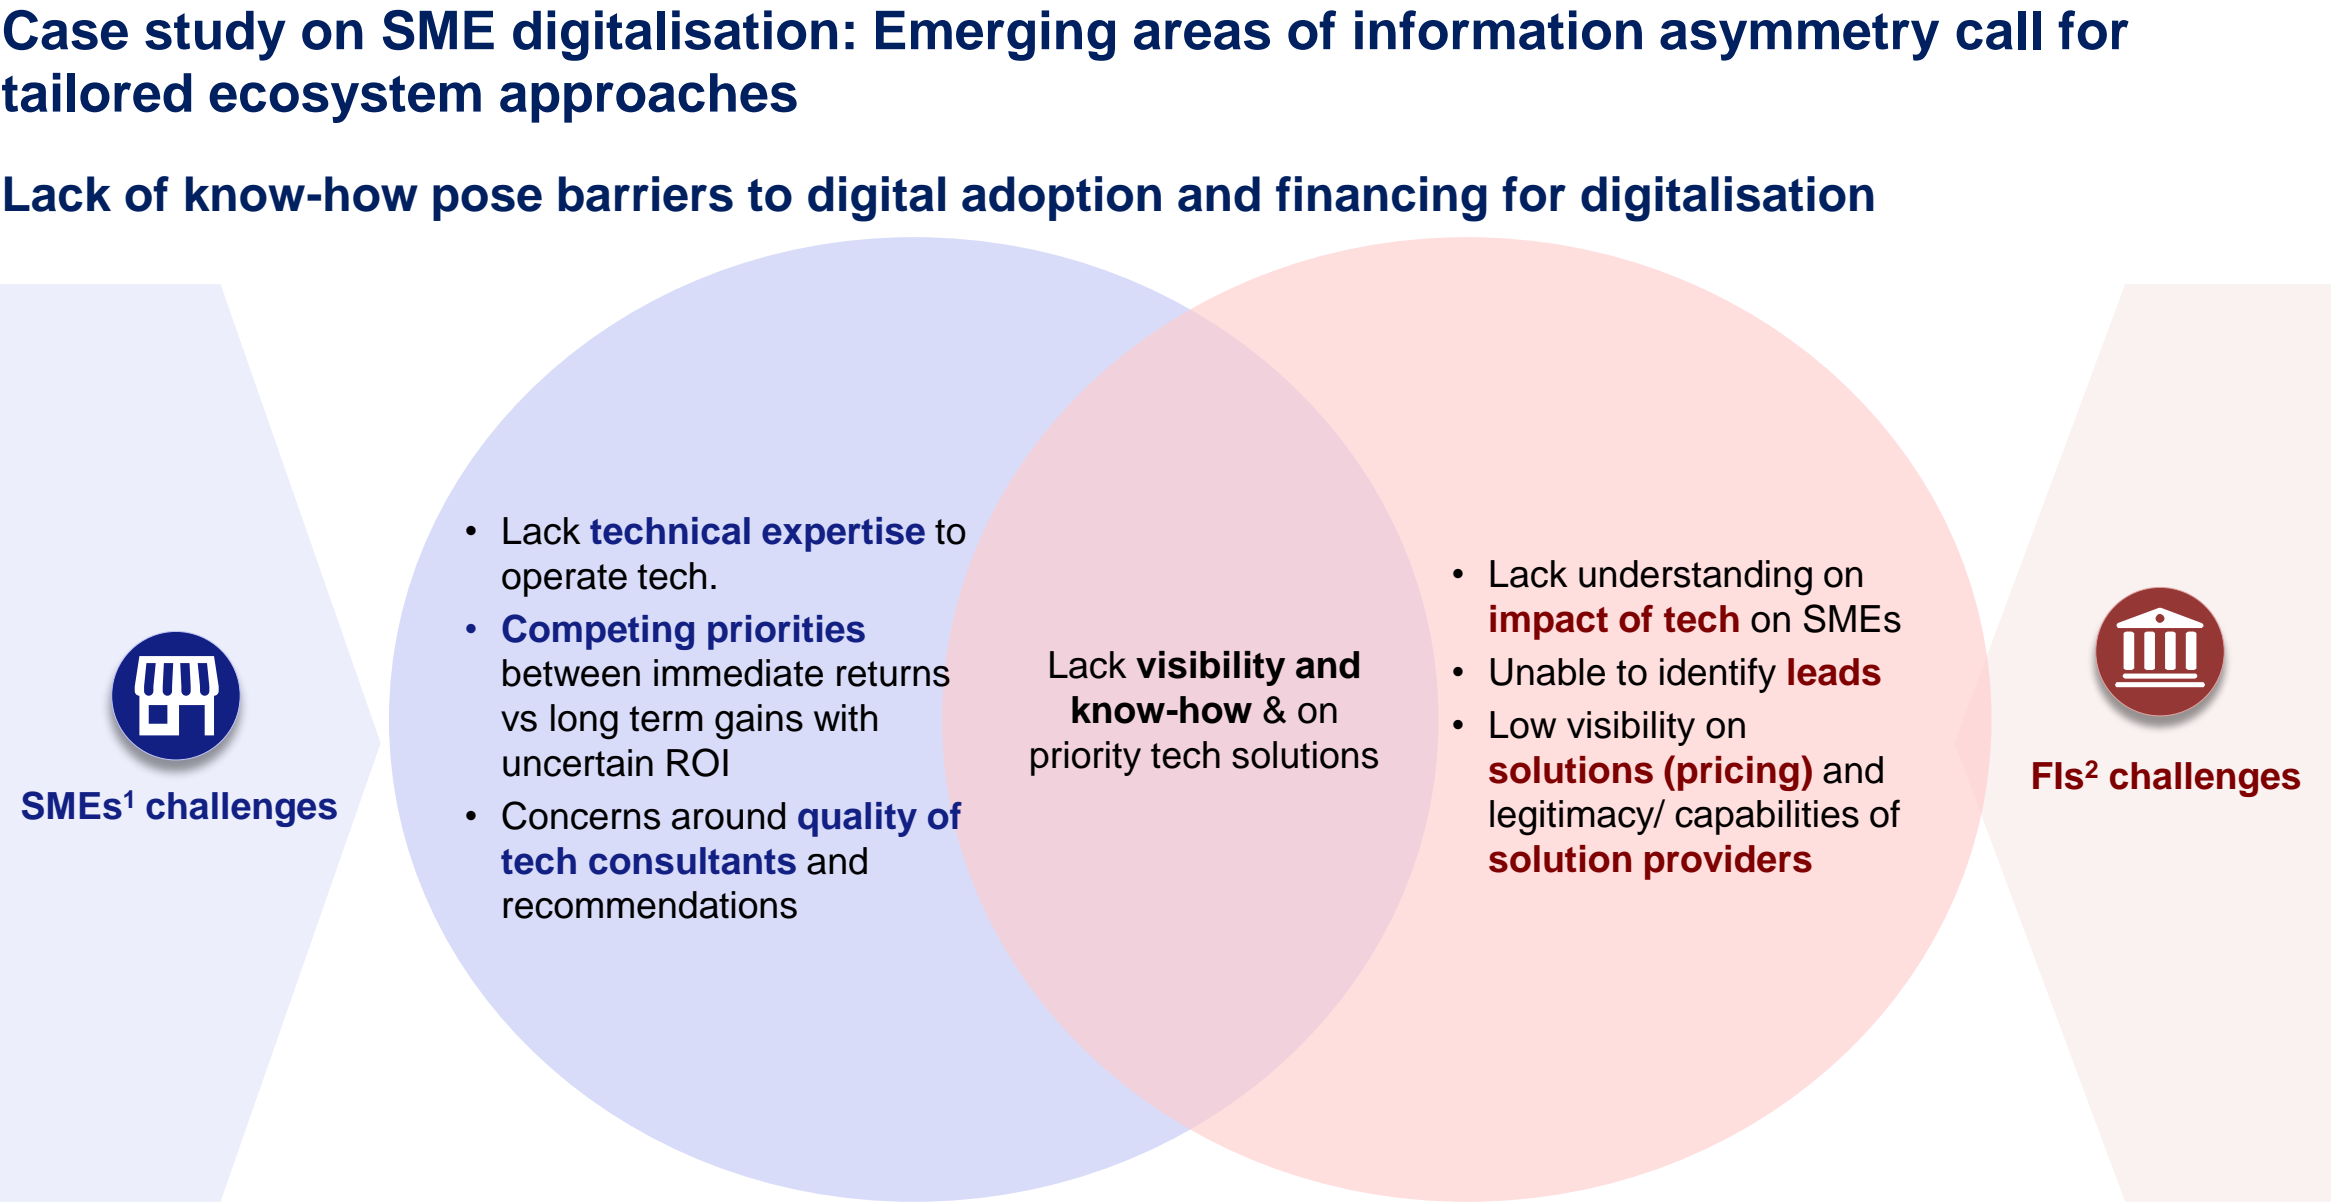 Case study on SME digitalisation: Emerging areas of information asymmetry call for
tailored ecosystem approaches
Lack of know-how pose barriers to digital adoption and financing for digitalisation
SMEs¹ challenges
• Lack technical expertise to
operate tech.
• Competing priorities
between immediate returns
vs long term gains with
uncertain ROI
• Concerns around quality of
tech consultants and
recommendations
Lack visibility and
know-how & on
priority tech solutions
• Lack understanding on
impact of tech on SMEs
• Unable to identify leads
• Low visibility on
solutions (pricing) and
legitimacy/ capabilities of
solution providers
FIs² challenges